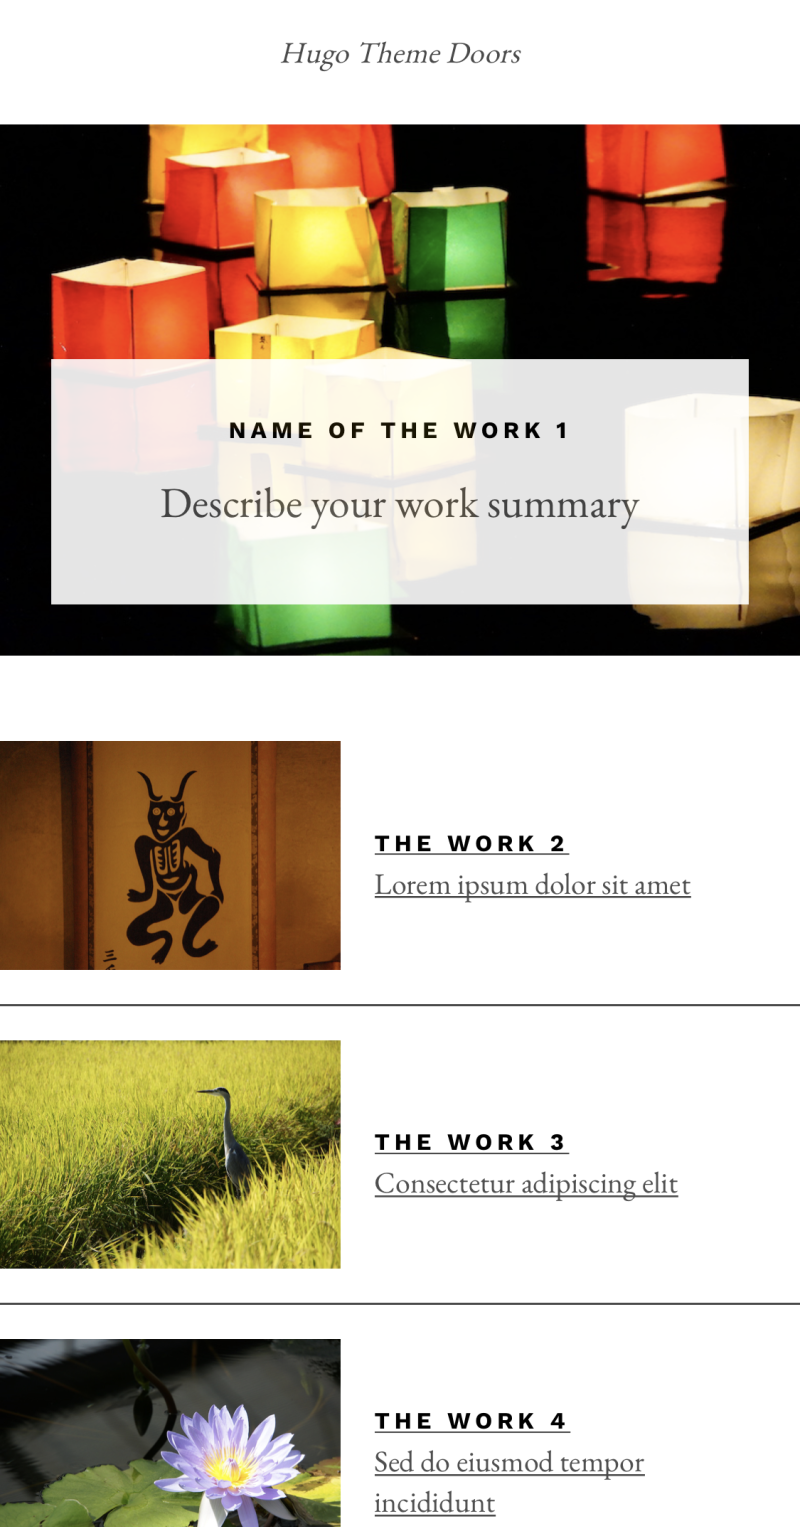 Hugo Theme Doors
NAME OF THE WORK 1
Describe your work summary
THE WORK 2
Lorem ipsum dolor sit amet
三
THE WORK 3
Consectetur adipiscing elit
THE WORK 4
Sed do eiusmod tempor
incididunt